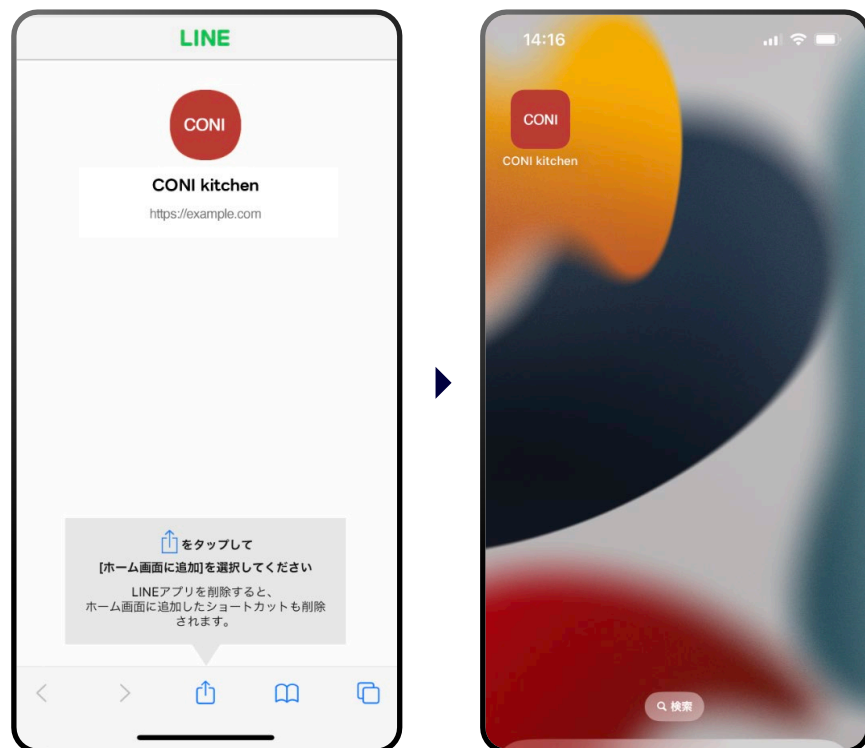 LINE
CONI
CONI kitchen
https://example.com
をタップして
[ホーム画面に追加]を選択してください
LINEアプリを削除すると、
ホーム画面に追加したショートカットも削除
されます。
14:16
CONI
CONI kitchen
検索